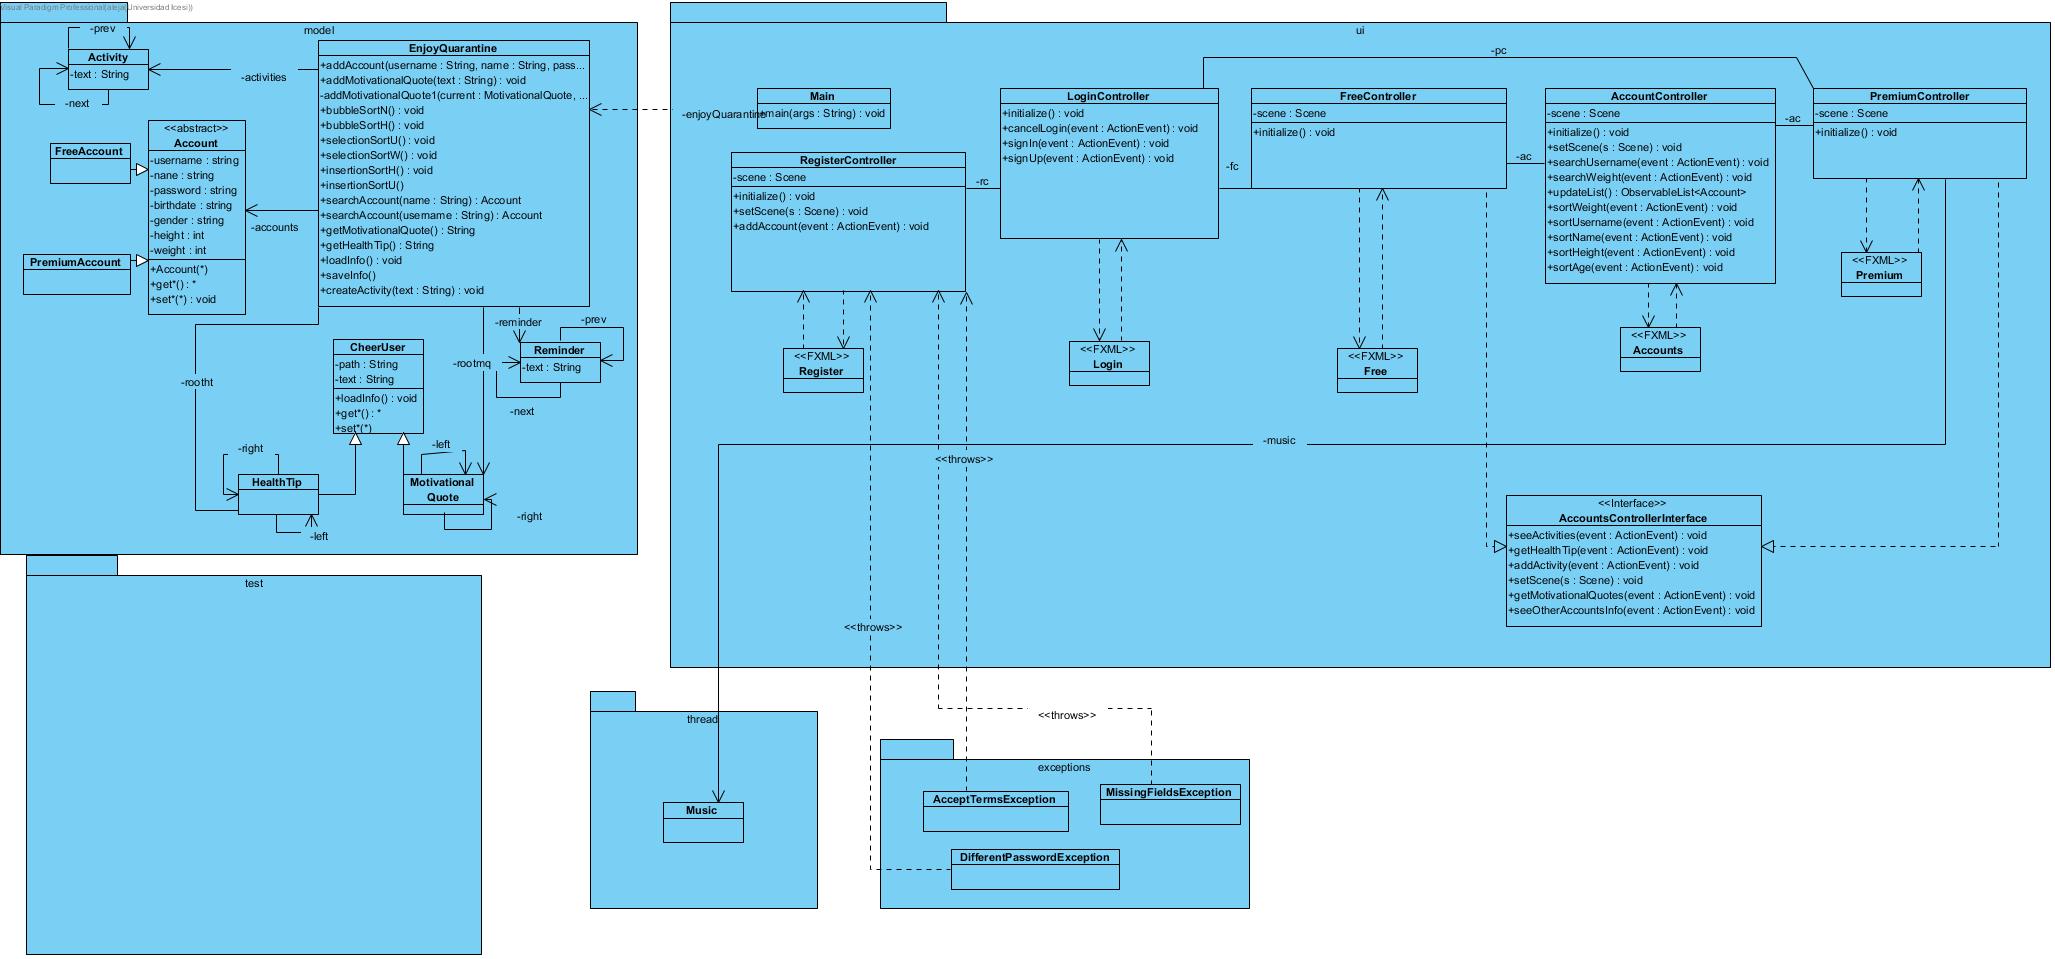 Visual Paradigm Professional(aleja(Universidad Icesi))
model
-prev
Activity
-text : String
-next
-activities
EnjoyQuarantine
+addAccount(username : String, name : String, pass...
+addMotivationalQuote(text : String) : void
-addMotivationalQuote1(current : MotivationalQuote, ...
+bubbleSortN() : void
+bubbleSortH() : void
+selectionSortU() : void
+selectionSortW() : void
+insertionSortH() : void
+insertionSortU()
+searchAccount(name : String) : Account
+searchAccount(username : String) : Account
+getMotivationalQuote() : String
+getHealthTip() : String
+loadInfo() : void
+saveInfo()
+createActivity(text : String) : void
<<abstract>>
Account
-username : string
-nane : string
-password : string
-birthdate : string
-gender : string
-height : int
-weight : int
+Account(*)
+get*() : *
+set*(*) : void
FreeAccount
PremiumAccount
-accounts
-rootht
CheerUser
-path : String
-text : String
+loadInfo() : void
+get*() : *
+set*(*)
-reminder
-prev
Reminder
-text : String
-next
-rootmq
-right
HealthTip
-left
-left
Motivational
Quote
-right
ui
-pc
-enjoyQuarantine
Main
+main(args : String) : void
RegisterController
-scene : Scene
+initialize() : void
+setScene(s : Scene) : void
+addAccount(event : ActionEvent) : void
-rc
LoginController
+initialize() : void
+cancelLogin(event : ActionEvent) : void
+signIn(event : ActionEvent) : void
+signUp(event : ActionEvent) : void
-fc
FreeController
-scene : Scene
+initialize() : void
-ac
AccountController
-scene : Scene
+initialize() : void
+setScene(s : Scene) : void
+searchUsername(event : ActionEvent) : void
+searchWeight(event : ActionEvent) : void
+updateList() : ObservableList<Account>
+sortWeight(event : ActionEvent) : void
+sortUsername(event : ActionEvent) : void
+sortName(event : ActionEvent) : void
+sortHeight(event : ActionEvent) : void
+sortAge(event : ActionEvent) : void
-ac
PremiumController
-scene : Scene
+initialize() : void
<<FXML>>
Register
<<FXML>>
Login
<<FXML>>
Free
<<FXML>>
Accounts
<<FXML>>
Premium
-music
<<throws>>
<<Interface>>
AccountsControllerInterface
+seeActivities(event : ActionEvent) : void
+getHealthTip(event : ActionEvent) : void
+addActivity(event : ActionEvent) : void
+setScene(s : Scene) : void
+getMotivationalQuotes(event : ActionEvent) : void
+seeOtherAccountsInfo(event : ActionEvent) : void
<<throws>>
<<throws>>
test
thread
Music
exceptions
AcceptTermsException
MissingFieldsException
DifferentPasswordException